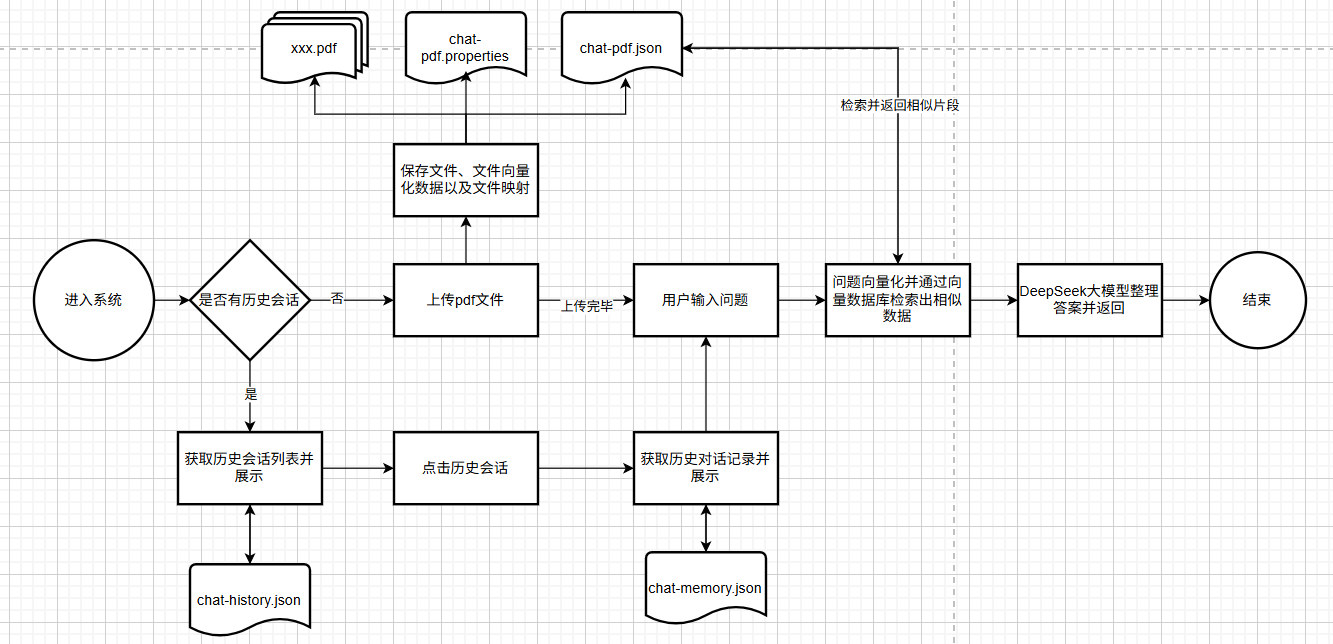 xxx.pdf
chat-
pdf.properties
chat-pdf.json
检索并返回相似片段
保存文件、文件向量
化数据以及文件映射
进入系统
是否有历史会话
否
上传pdf文件
上传完毕
用户输入问题
问题向量化并通过向
量数据库检索出相似
数据
DeepSeek大模型整理
答案并返回
结束
是
获取历史会话列表并
展示
点击历史会话
获取历史对话记录并
展示
chat-history.json
chat-memory.json